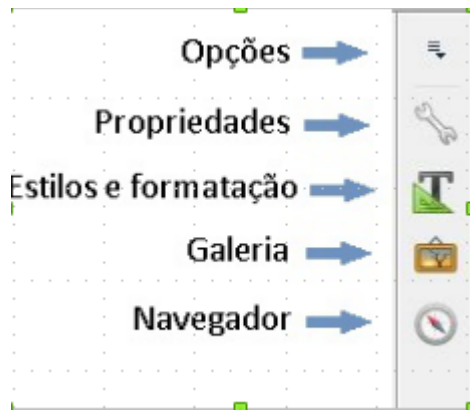 Opções
Propriedades
Estilos e formatação
Galeria
Navegador